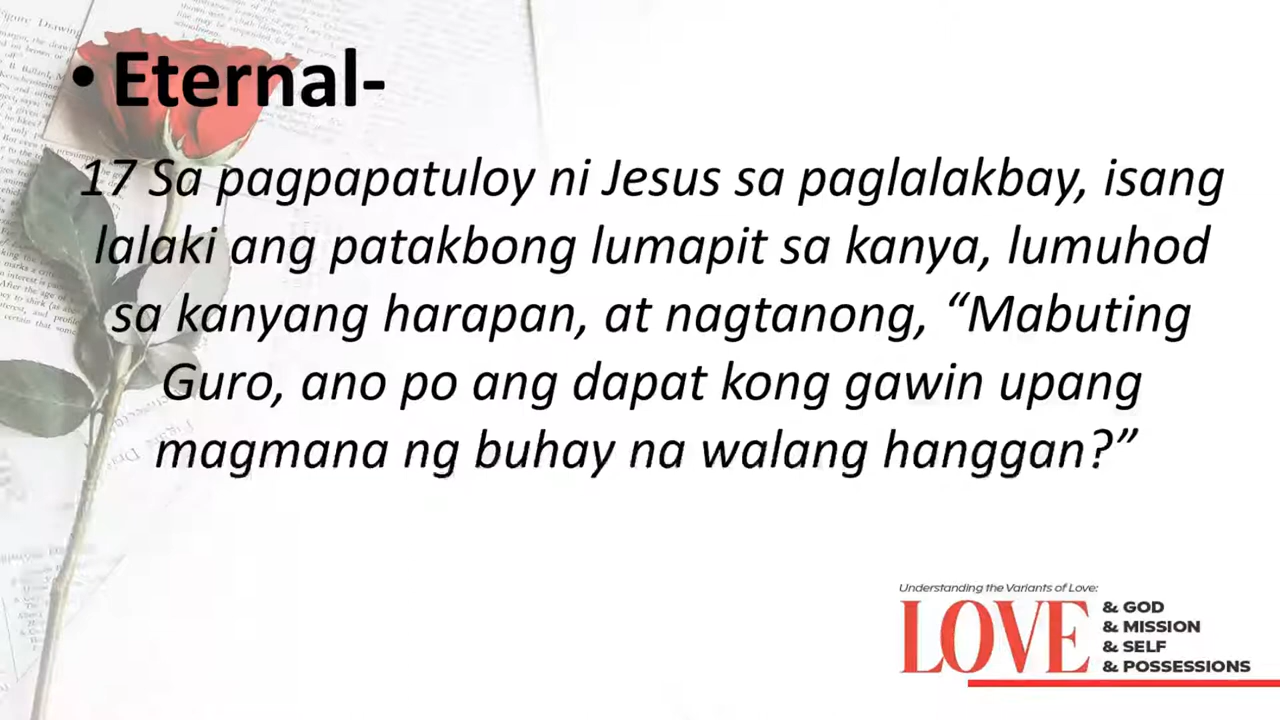 • Eternal-
17 Sa pagpapatuloy ni Jesus sa paglalakbay, isang
lalaki ang patakbong lumapit sa kanya, lumuhod
sa kanyang harapan, at nagtanong, “Mabuting
Guro, ano po ang dapat kong gawin upang
magmana ng buhay na walang hanggan?”
Understanding the Variants of Love:
LOVE
& GOD
& MISSION
& SELF
& POSSESSIONS